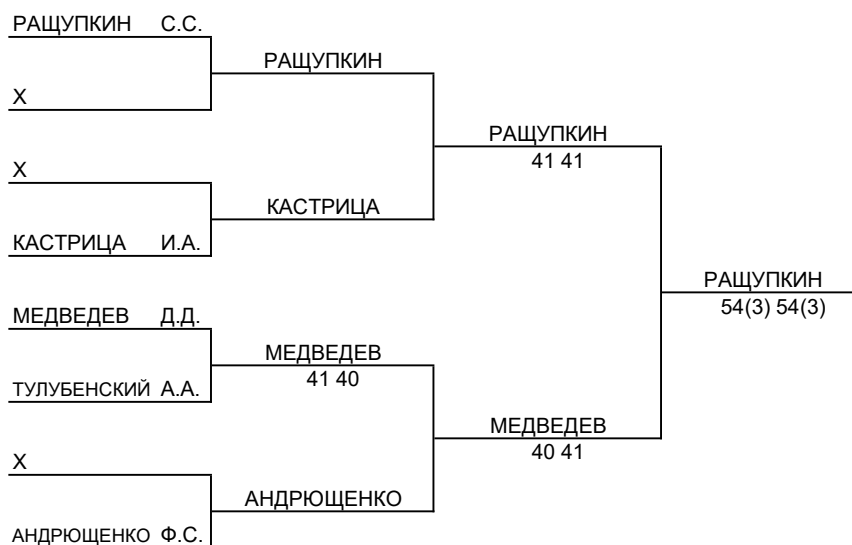 РАЩУПКИН С.С.
РАЩУПКИН
Х
РАЩУПКИН
41 41
Х
КАСТРИЦА
КАСТРИЦА И.А.
РАЩУПКИН
54(3) 54(3)
МЕДВЕДЕВ Д.Д.
МЕДВЕДЕВ
41 40
ТУЛУБЕНСКИЙ А.А.
МЕДВЕДЕВ
40 41
Х
АНДРЮЩЕНКО
АНДРЮЩЕНКО Ф.С.